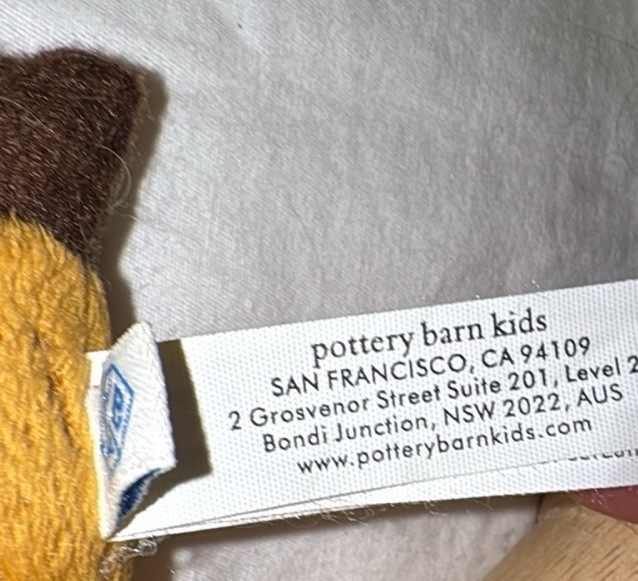 pottery barn kids
SAN FRANCISCO, CA 94109
2 Grosvenor Street Suite 201, Level 2
Bondi Junction, NSW 2022, AUS
www.potterybarnkids.com